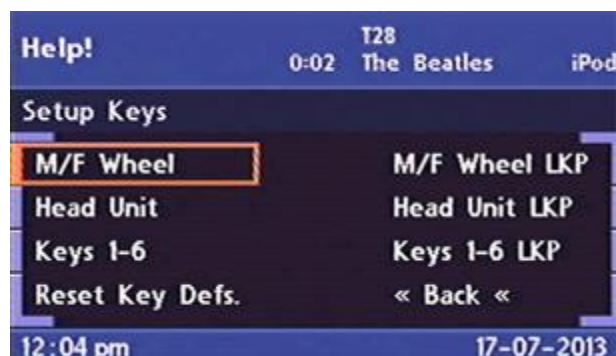 Help!
T28
0:02 The Beatles iPod
Setup Keys
M/F Wheel M/F Wheel LKP
Head Unit Head Unit LKP
Keys 1-6 Keys 1-6 LKP
Reset Key Defs. « Back «
12:04 pm 17-07-2013